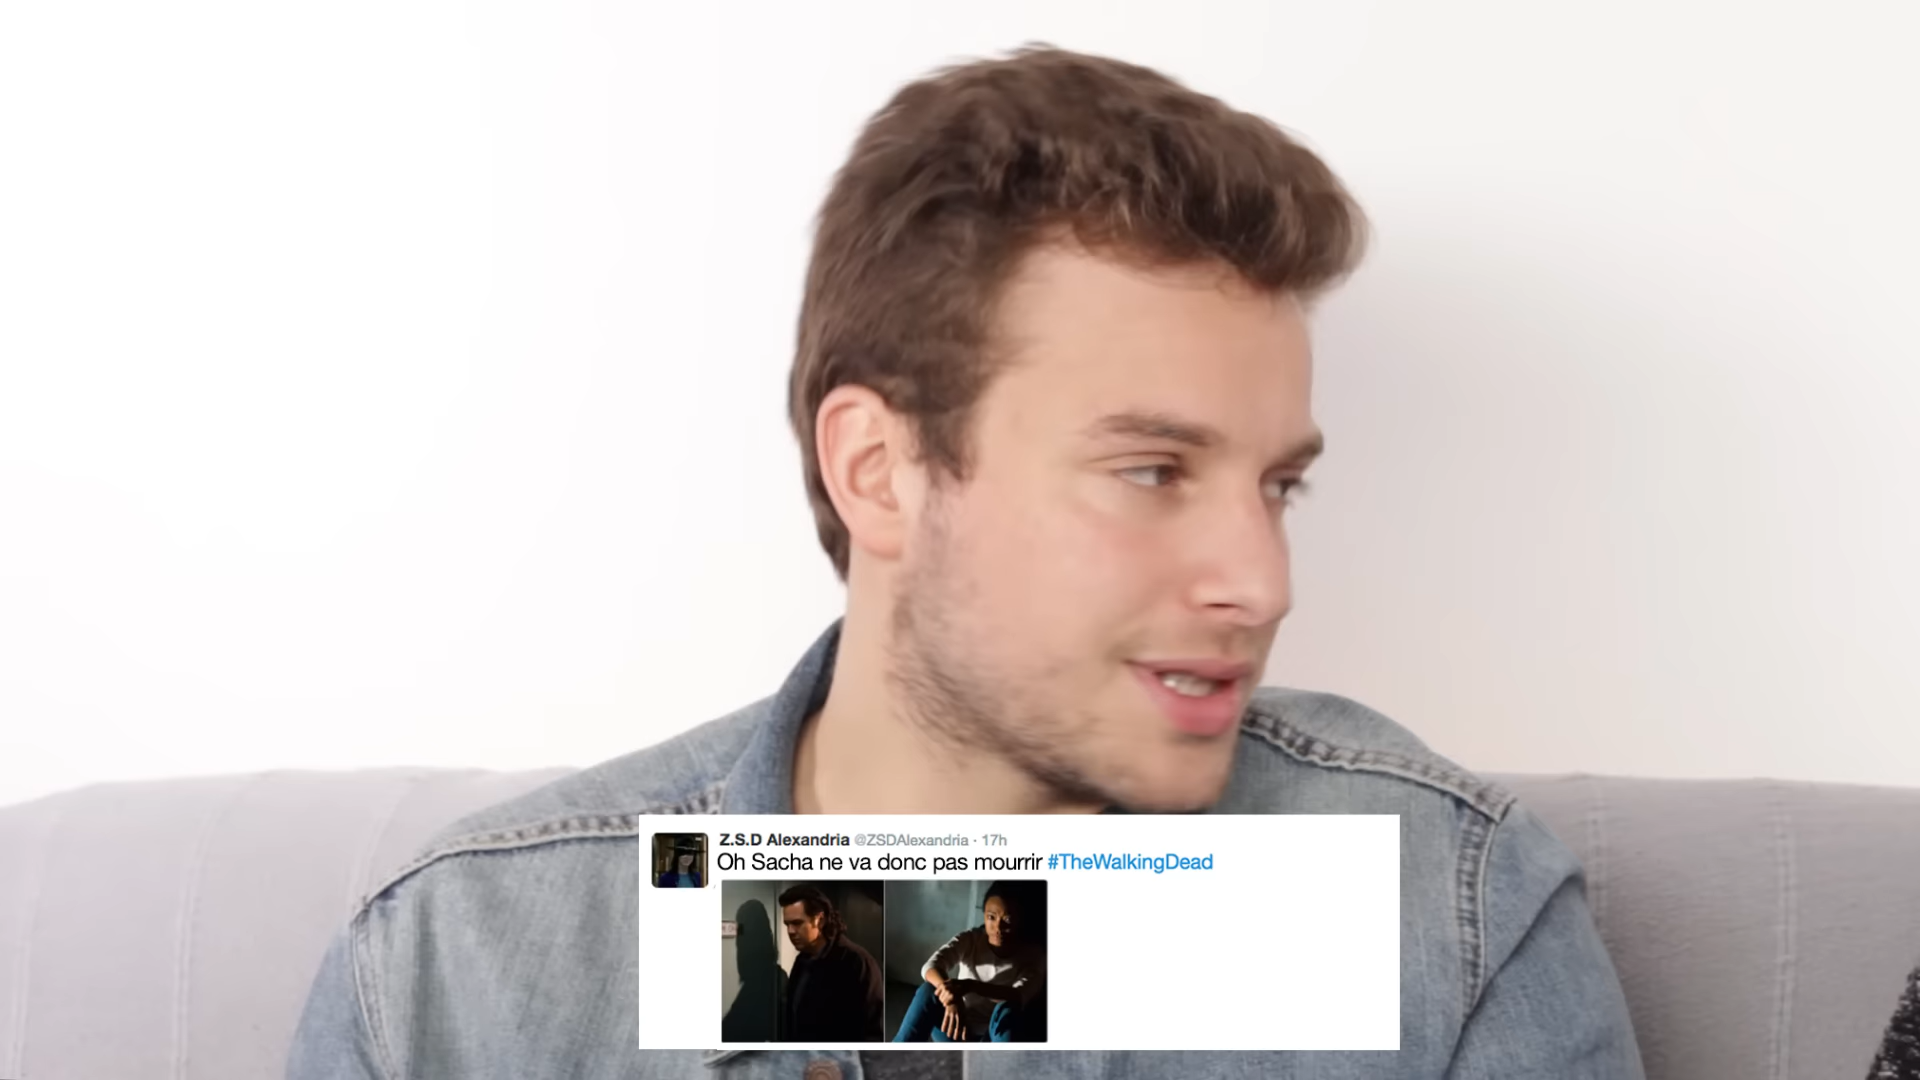 Z.S.D Alexandria @ZSDAlexandria · 17h
Oh Sacha ne va donc pas mourrir #TheWalkingDead